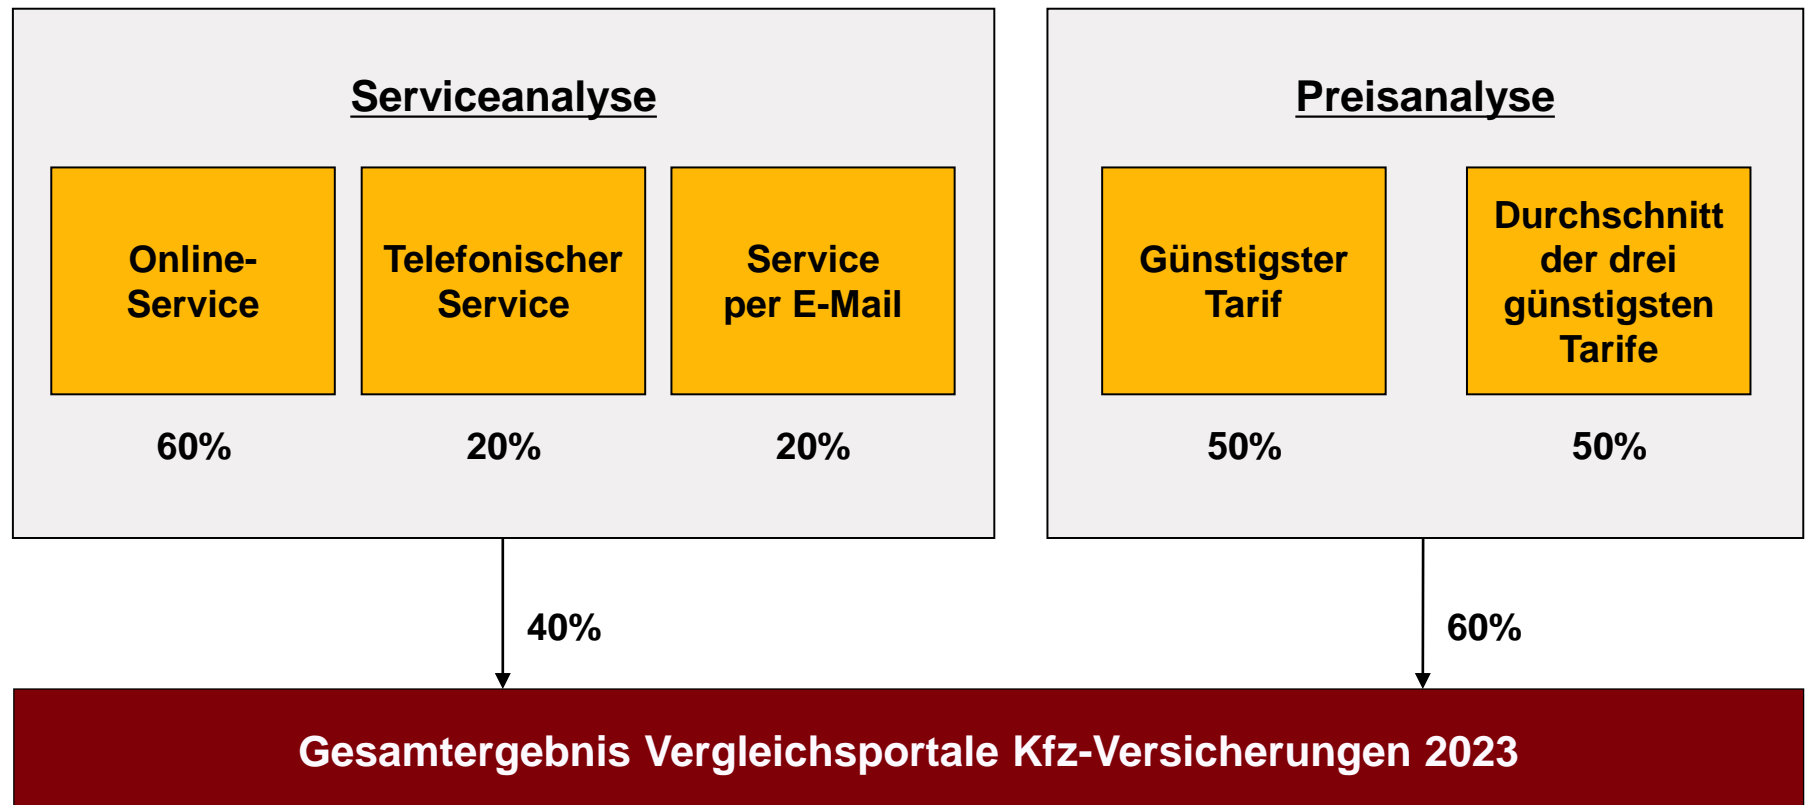 Serviceanalyse
Online-
Service
60%
Telefonischer
Service
20%
Service
per E-Mail
20%
Preisanalyse
Günstigster
Tarif
50%
Durchschnitt
der drei
günstigsten
Tarife
50%
40%
60%
Gesamtergebnis Vergleichsportale Kfz-Versicherungen 2023